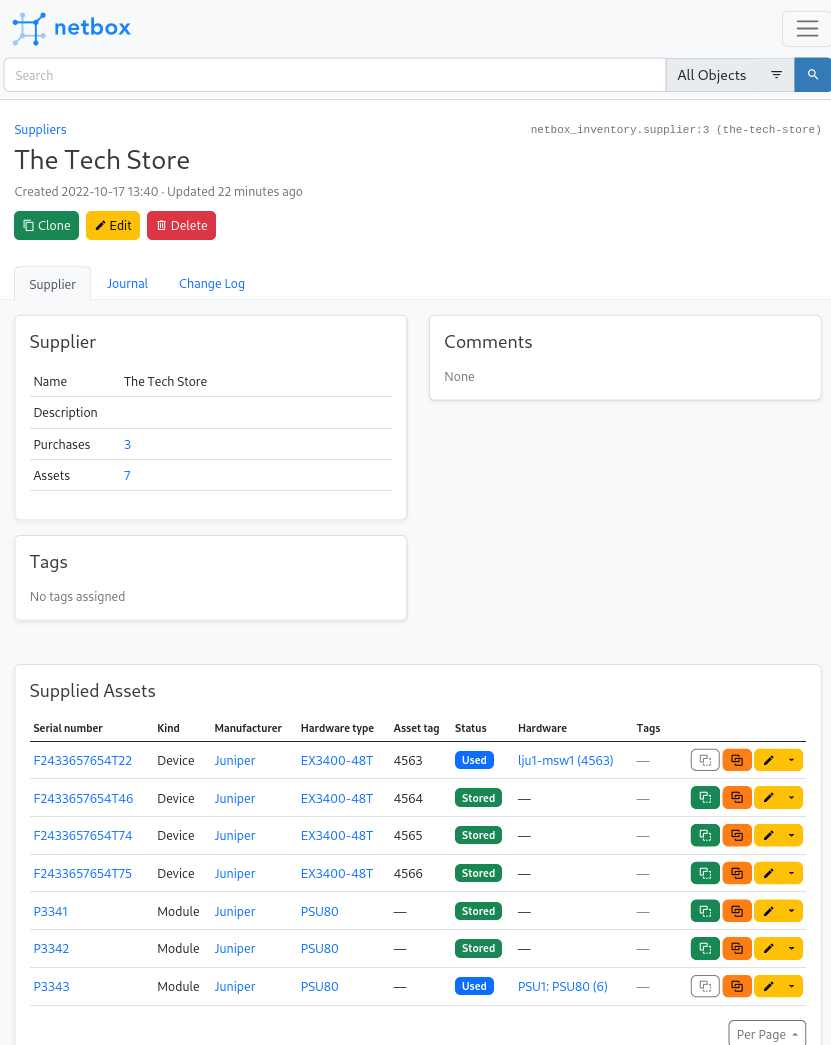 netbox
Search All Objects
Suppliers netbox_inventory.supplier:3 (the-tech-store)
The Tech Store
Created 2022-10-17 13:40 · Updated 22 minutes ago
Clone Edit Delete
Supplier Journal Change Log
Supplier
Name The Tech Store
Description
Purchases 3
Assets 7
Comments
None
Tags
No tags assigned
Supplied Assets
Serial number Kind Manufacturer Hardware type Asset tag Status Hardware Tags
F2433657654T22 Device Juniper EX3400-48T 4563 Used lju1-msw1 (4563) —
F2433657654T46 Device Juniper EX3400-48T 4564 Stored — —
F2433657654T74 Device Juniper EX3400-48T 4565 Stored — —
F2433657654T75 Device Juniper EX3400-48T 4566 Stored — —
P3341 Module Juniper PSU80 — Stored — —
P3342 Module Juniper PSU80 — Stored — —
P3343 Module Juniper PSU80 — Used PSU1: PSU80 (6) —
Per Page